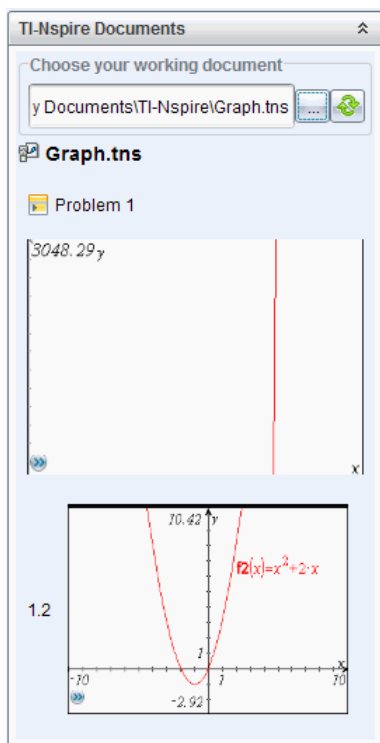 TI-Nspire Documents
Choose your working document
y Documents\TI-Nspire\Graph.tns ...
Graph.tns
Problem 1
3048.29 y
x
10.42 y
f2(x)=x²+2·x
1.2
1
x
-10
1
10
-2.92